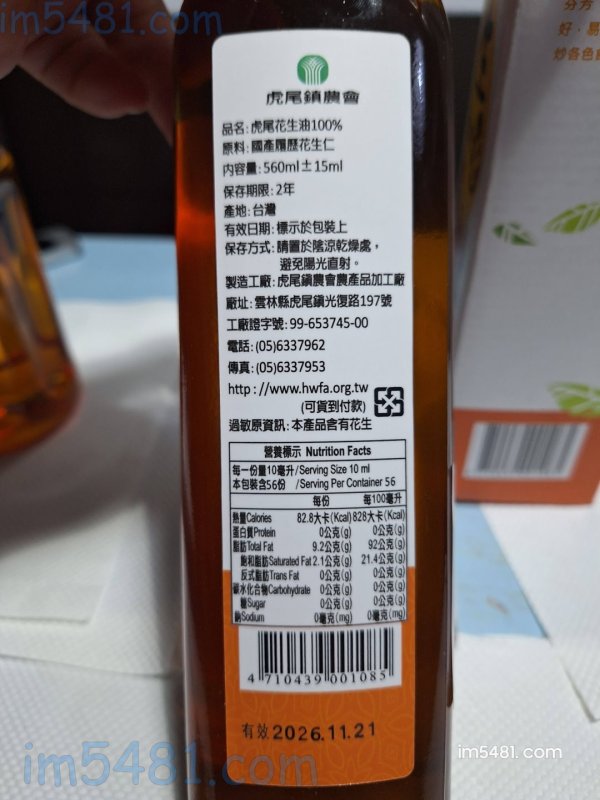 im5481.com
分芳
好・易
炒各色
虎尾鎮農會
品名:虎尾花生油100%
原料:國產履歷花生仁
內容量:560ml±15ml
保存期限:2年
產地:台灣
有效日期:標示於包裝上
保存方式:請置於陰涼乾燥處，
避免陽光直射。
製造工廠:虎尾鎮農會農產品加工廠
廠址:雲林縣虎尾鎮光復路197號
工廠證字號:99-653745-00
電話:(05)6337962
傳真:(05)6337953
http://www.hwfa.org.tw
(可貨到付款)
過敏原資訊:本產品含有花生
營養標示 Nutrition Facts
每一份量10毫升/Serving Size 10 ml
本包裝含56份 /Serving Per Container 56
每份 每100毫升
熱量Calories 82.8大卡(Kcal) 828大卡(Kcal)
蛋白質Protein 0公克(g) 0公克(g)
脂肪Total Fat 9.2公克(g) 92公克(g)
飽和脂肪Saturated Fat 2.1公克(g) 21.4公克(g)
反式脂肪Trans Fat 0公克(g) 0公克(g)
碳水化合物Carbohydrate 0公克(g) 0公克(g)
糖Sugar 0公克(g) 0公克(g)
鈉Sodium 0毫克(mg) 0毫克(mg)
4 710439 001085
有效 2026.11.21
im5481.com
im5481.com